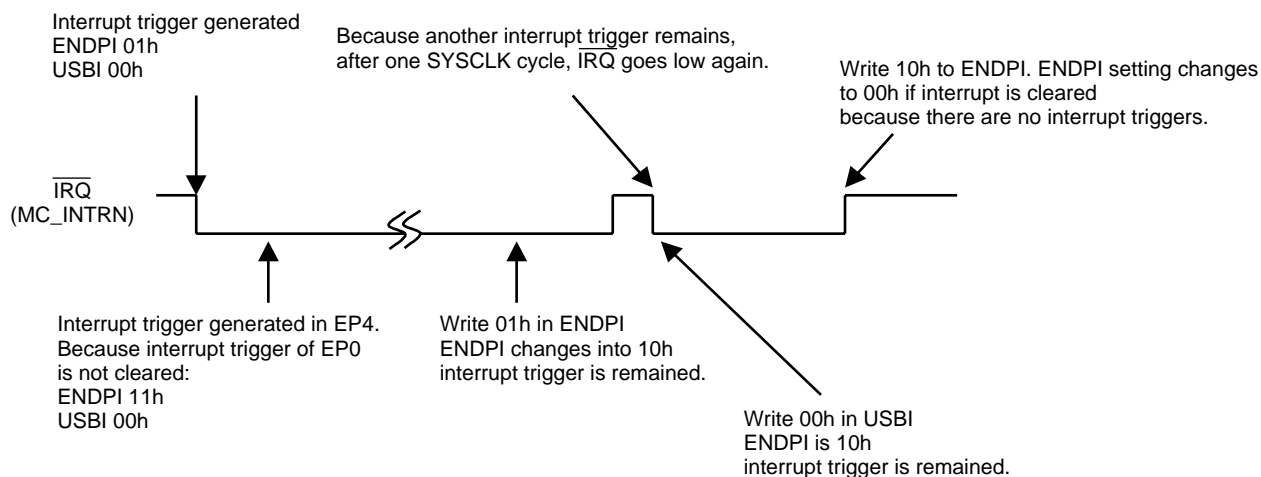 Interrupt trigger generated
ENDPI 01h
USBI 00h
Because another interrupt trigger remains,
after one SYSCLK cycle, IRQ goes low again.
Write 10h to ENDPI. ENDPI setting changes
to 00h if interrupt is cleared
because there are no interrupt triggers.
IRQ
(MC_INTRN)
Interrupt trigger generated in EP4.
Because interrupt trigger of EP0
is not cleared:
ENDPI 11h
USBI 00h
Write 01h in ENDPI
ENDPI changes into 10h
interrupt trigger is remained.
Write 00h in USBI
ENDPI is 10h
interrupt trigger is remained.